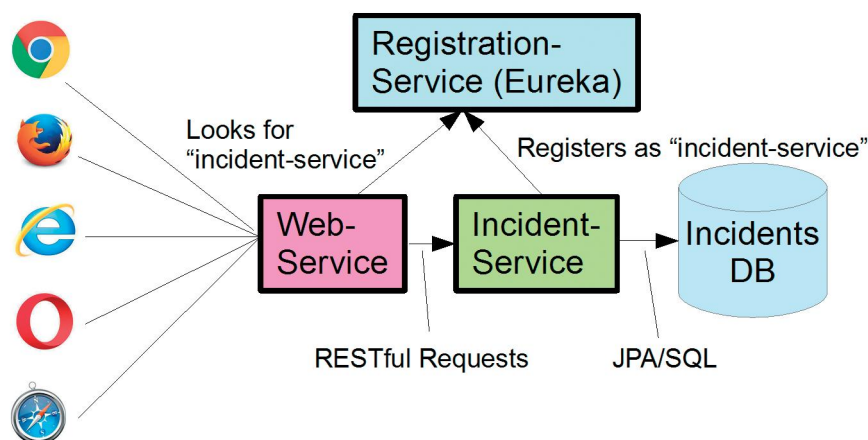 Registration-
Service (Eureka)
Looks for
“incident-service”
Registers as “incident-service”
Web-
Service
Incident-
Service
Incidents
DB
RESTful Requests
JPA/SQL